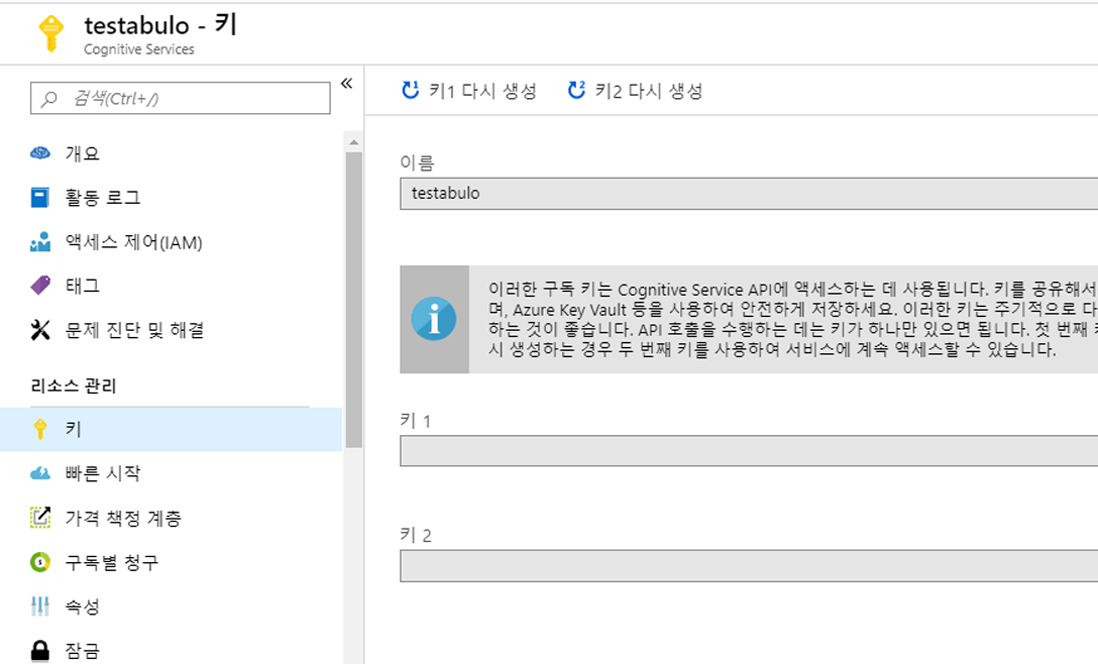 testabulo - 키
Cognitive Services
검색(Ctrl+/)
개요
활동 로그
액세스 제어(IAM)
태그
문제 진단 및 해결
리소스 관리
키
빠른 시작
가격 책정 계층
구독별 청구
속성
잠금
키1 다시 생성
키2 다시 생성
이름
testabulo
이러한 구독 키는 Cognitive Service API에 액세스하는 데 사용됩니다. 키를 공유해서
며, Azure Key Vault 등을 사용하여 안전하게 저장하세요. 이러한 키는 주기적으로 다
하는 것이 좋습니다. API 호출을 수행하는 데는 키가 하나만 있으면 됩니다. 첫 번째
시 생성하는 경우 두 번째 키를 사용하여 서비스에 계속 액세스할 수 있습니다.
키 1
키 2